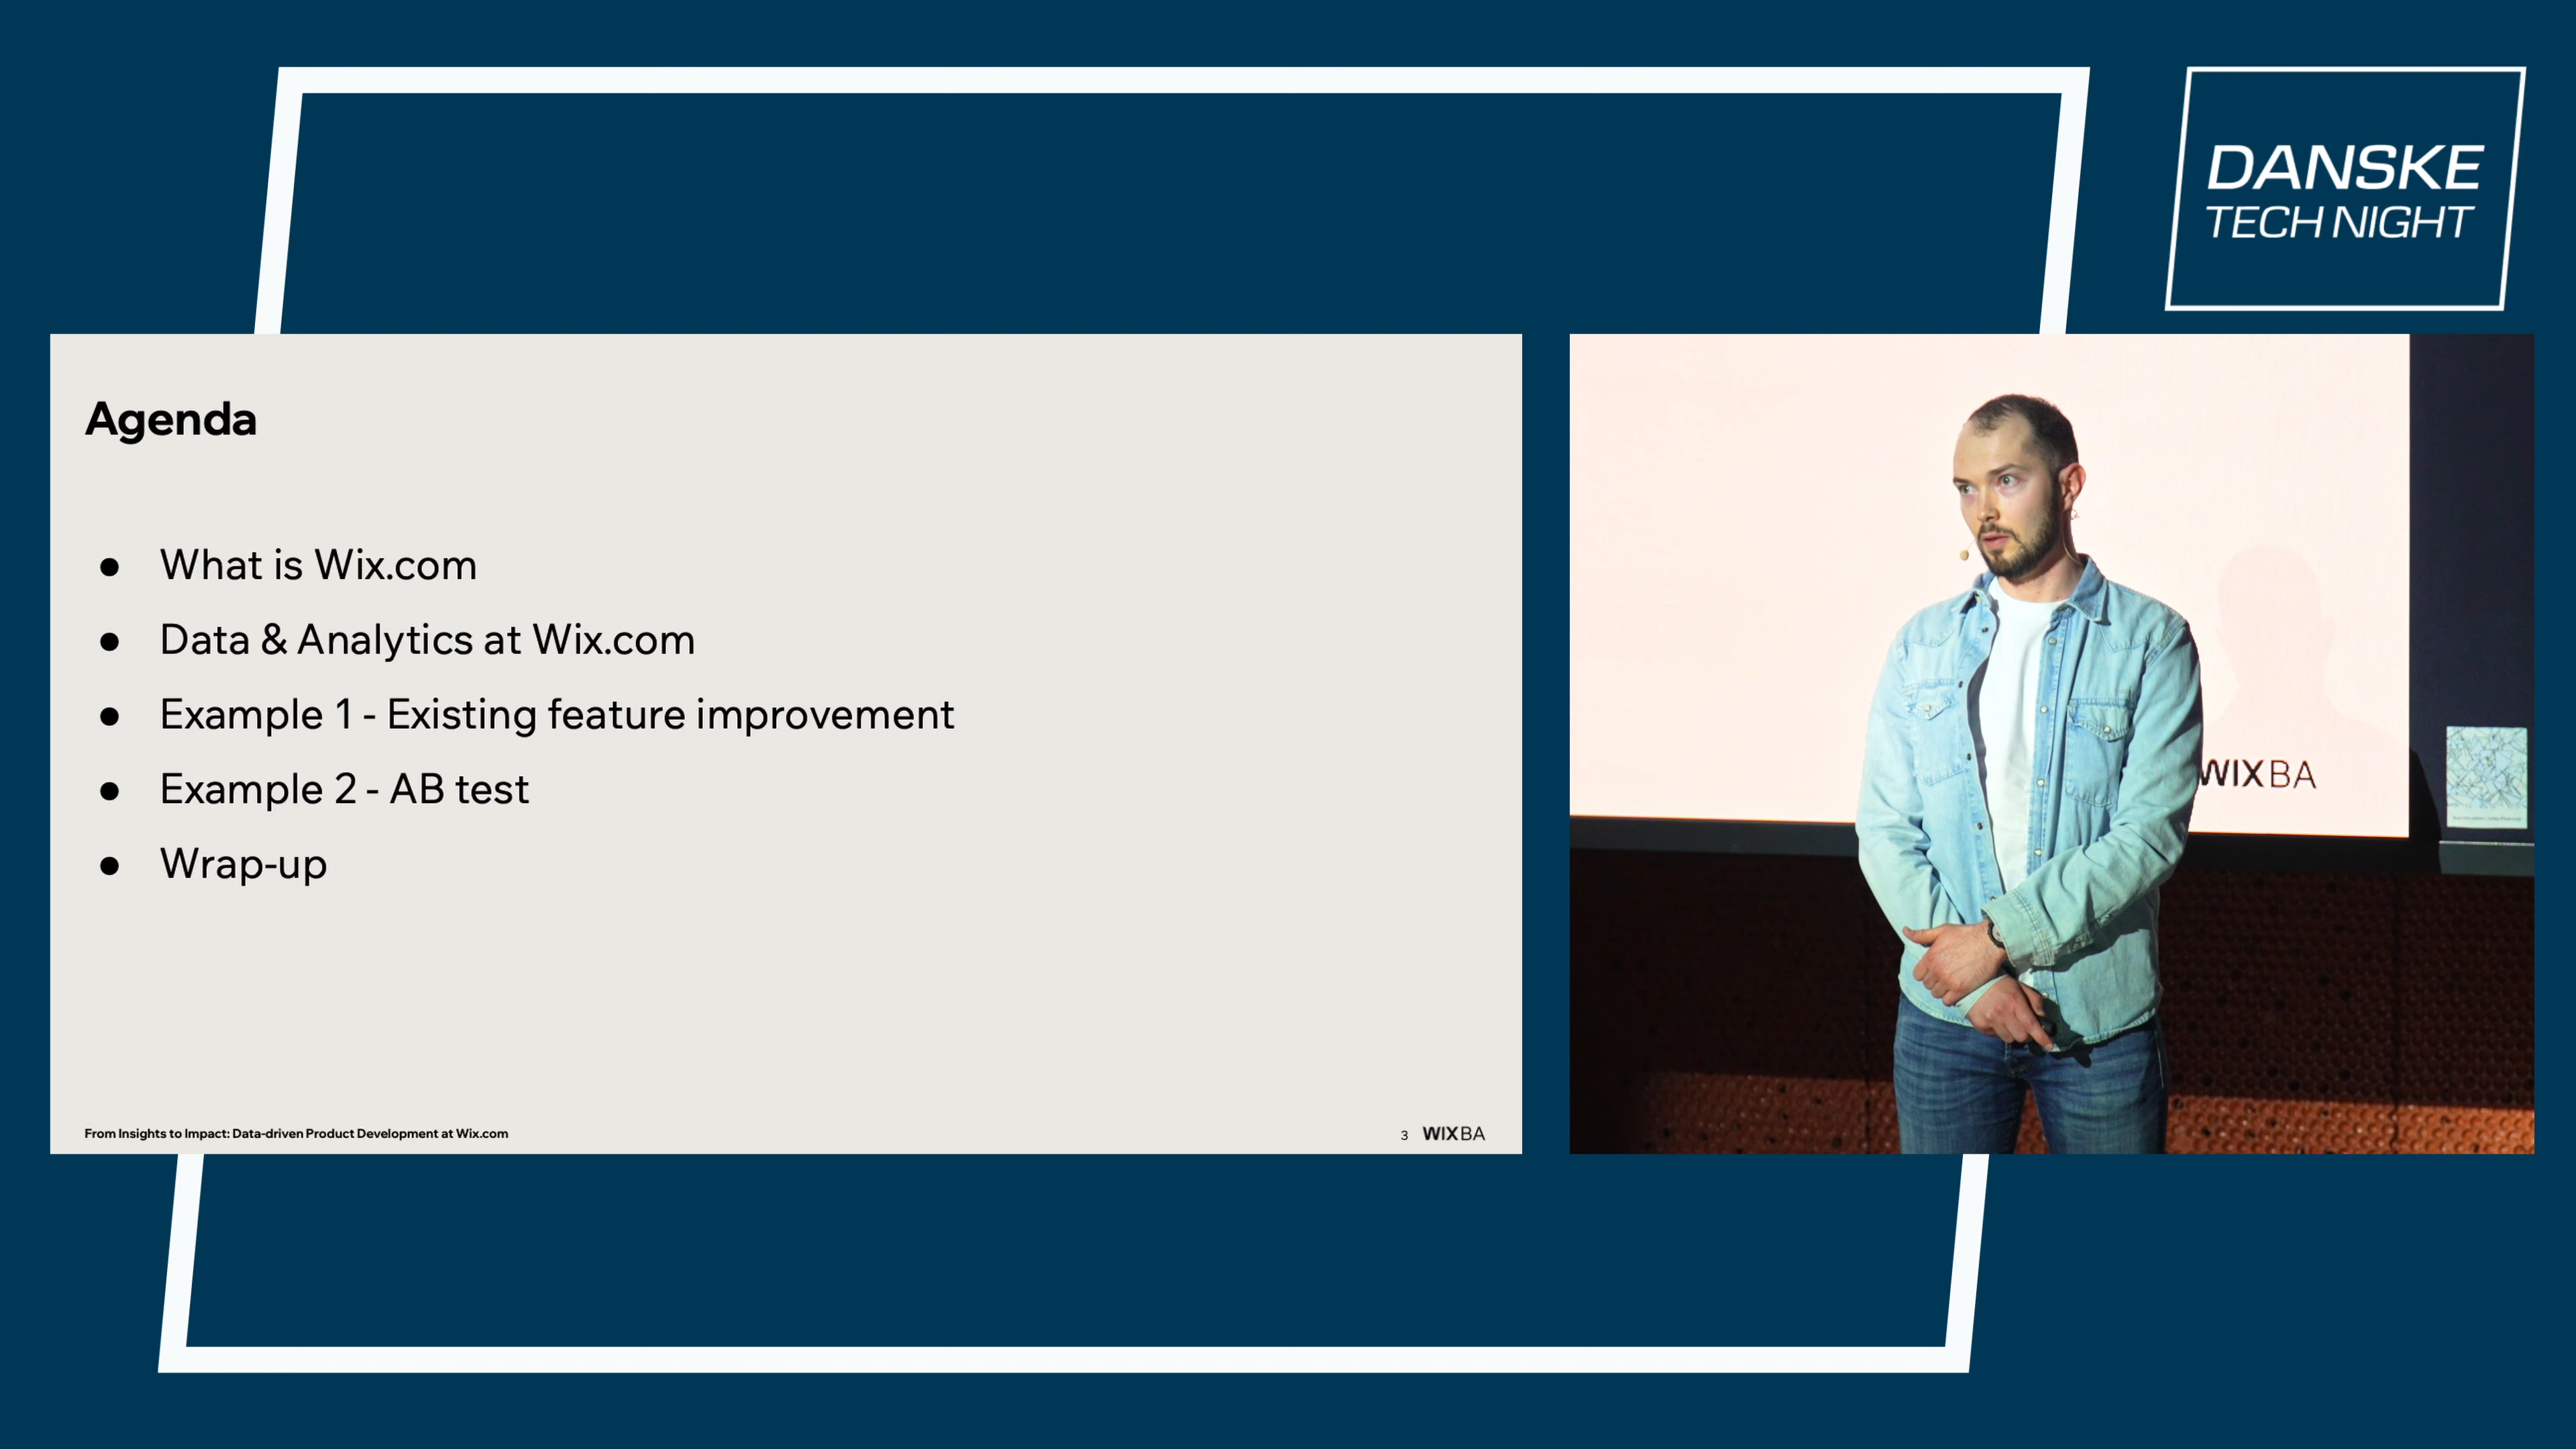 DANSKE
TECH NIGHT
Agenda
● What is Wix.com
● Data & Analytics at Wix.com
● Example 1 - Existing feature improvement
● Example 2 - AB test
● Wrap-up
From Insights to Impact: Data-driven Product Development at Wix.com
3 WIXBA
WIXBA